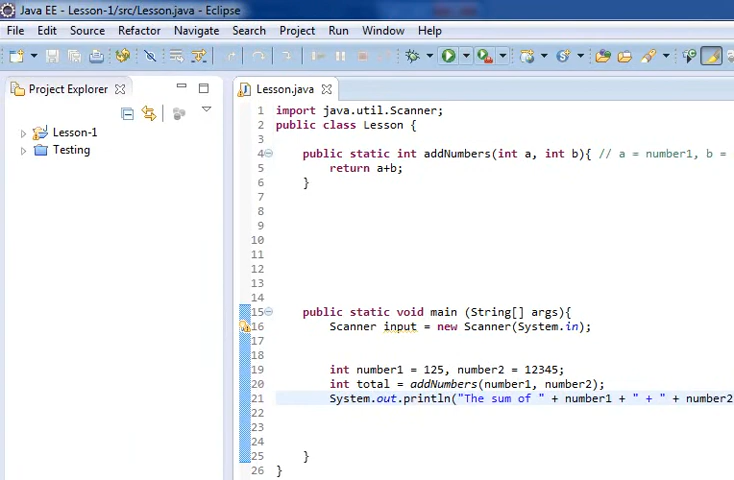 Java EE - Lesson-1/src/Lesson.java - Eclipse
File Edit Source Refactor Navigate Search Project Run Window Help
Project Explorer
Lesson.java
Lesson-1
Testing
1 import java.util.Scanner;
2 public class Lesson {
3
4 public static int addNumbers(int a, int b){ // a = number1, b =
5 return a+b;
6 }
7
8
9
10
11
12
13
14
15 public static void main (String[] args){
16 Scanner input = new Scanner(System.in);
17
18
19 int number1 = 125, number2 = 12345;
20 int total = addNumbers(number1, number2);
21 System.out.println("The sum of " + number1 + " + " + number2
22
23
24
25 }
26 }